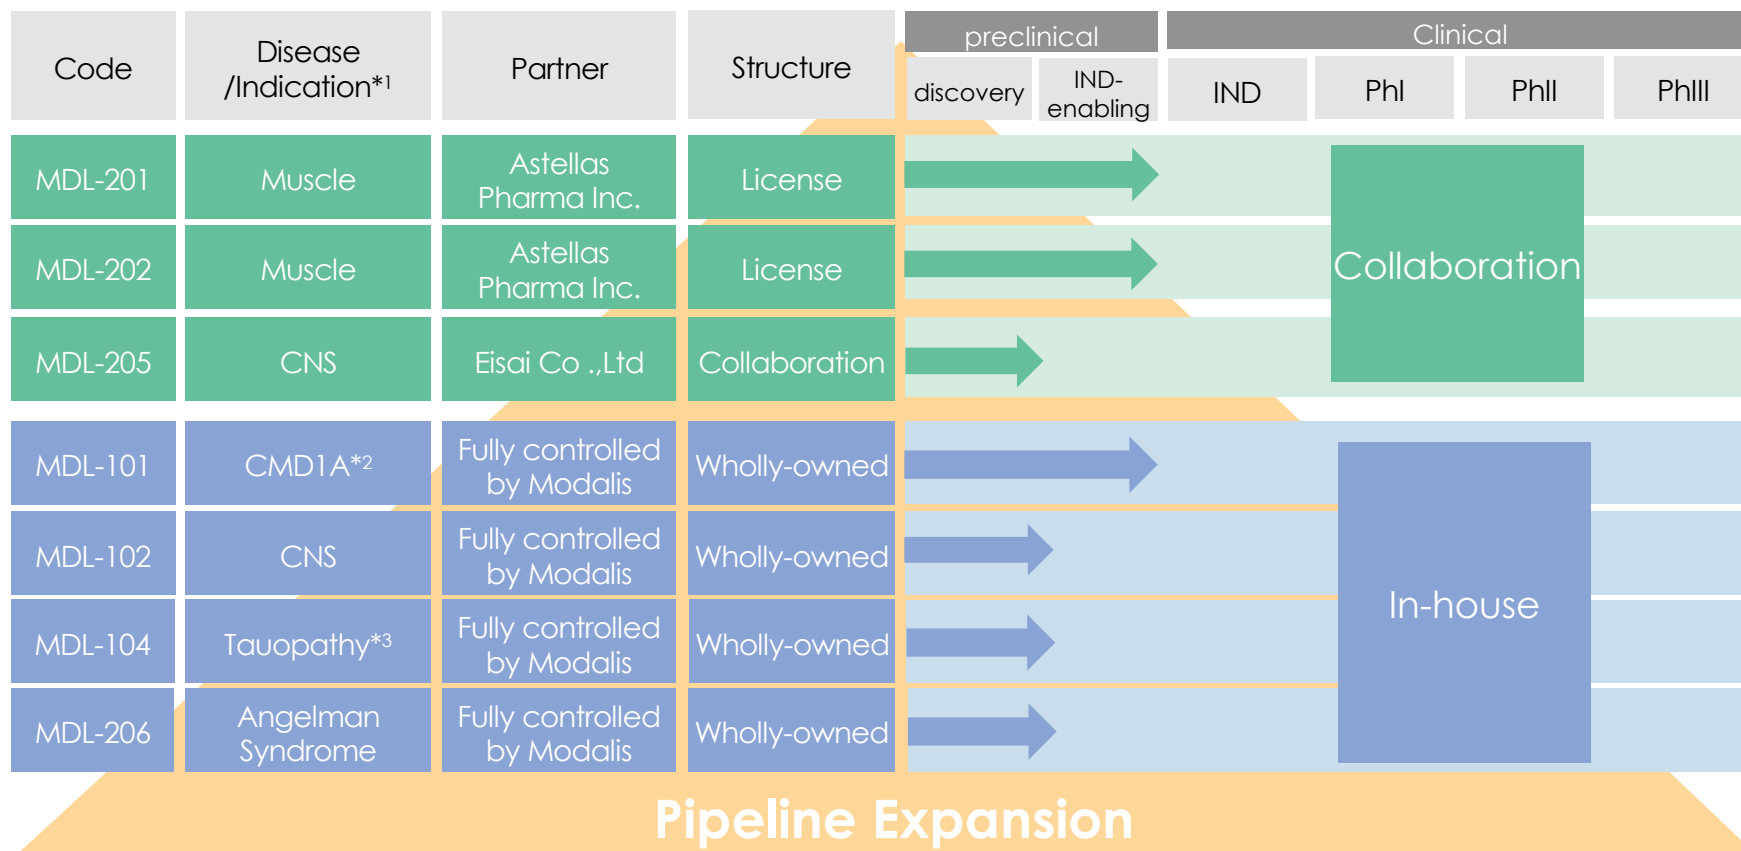 Code
Disease
/Indication*1
Partner
Structure
preclinical
Clinical
discovery
IND-
enabling
IND
PhI
PhII
PhIII
MDL-201
Muscle
Astellas
Pharma Inc.
License
MDL-202
Muscle
Astellas
Pharma Inc.
License
MDL-205
CNS
Eisai Co .,Ltd
Collaboration
Collaboration
MDL-101
CMD1A*2
Fully controlled
by Modalis
Wholly-owned
MDL-102
CNS
Fully controlled
by Modalis
Wholly-owned
MDL-104
Tauopathy*3
Fully controlled
by Modalis
Wholly-owned
MDL-206
Angelman
Syndrome
Fully controlled
by Modalis
Wholly-owned
In-house
Pipeline Expansion